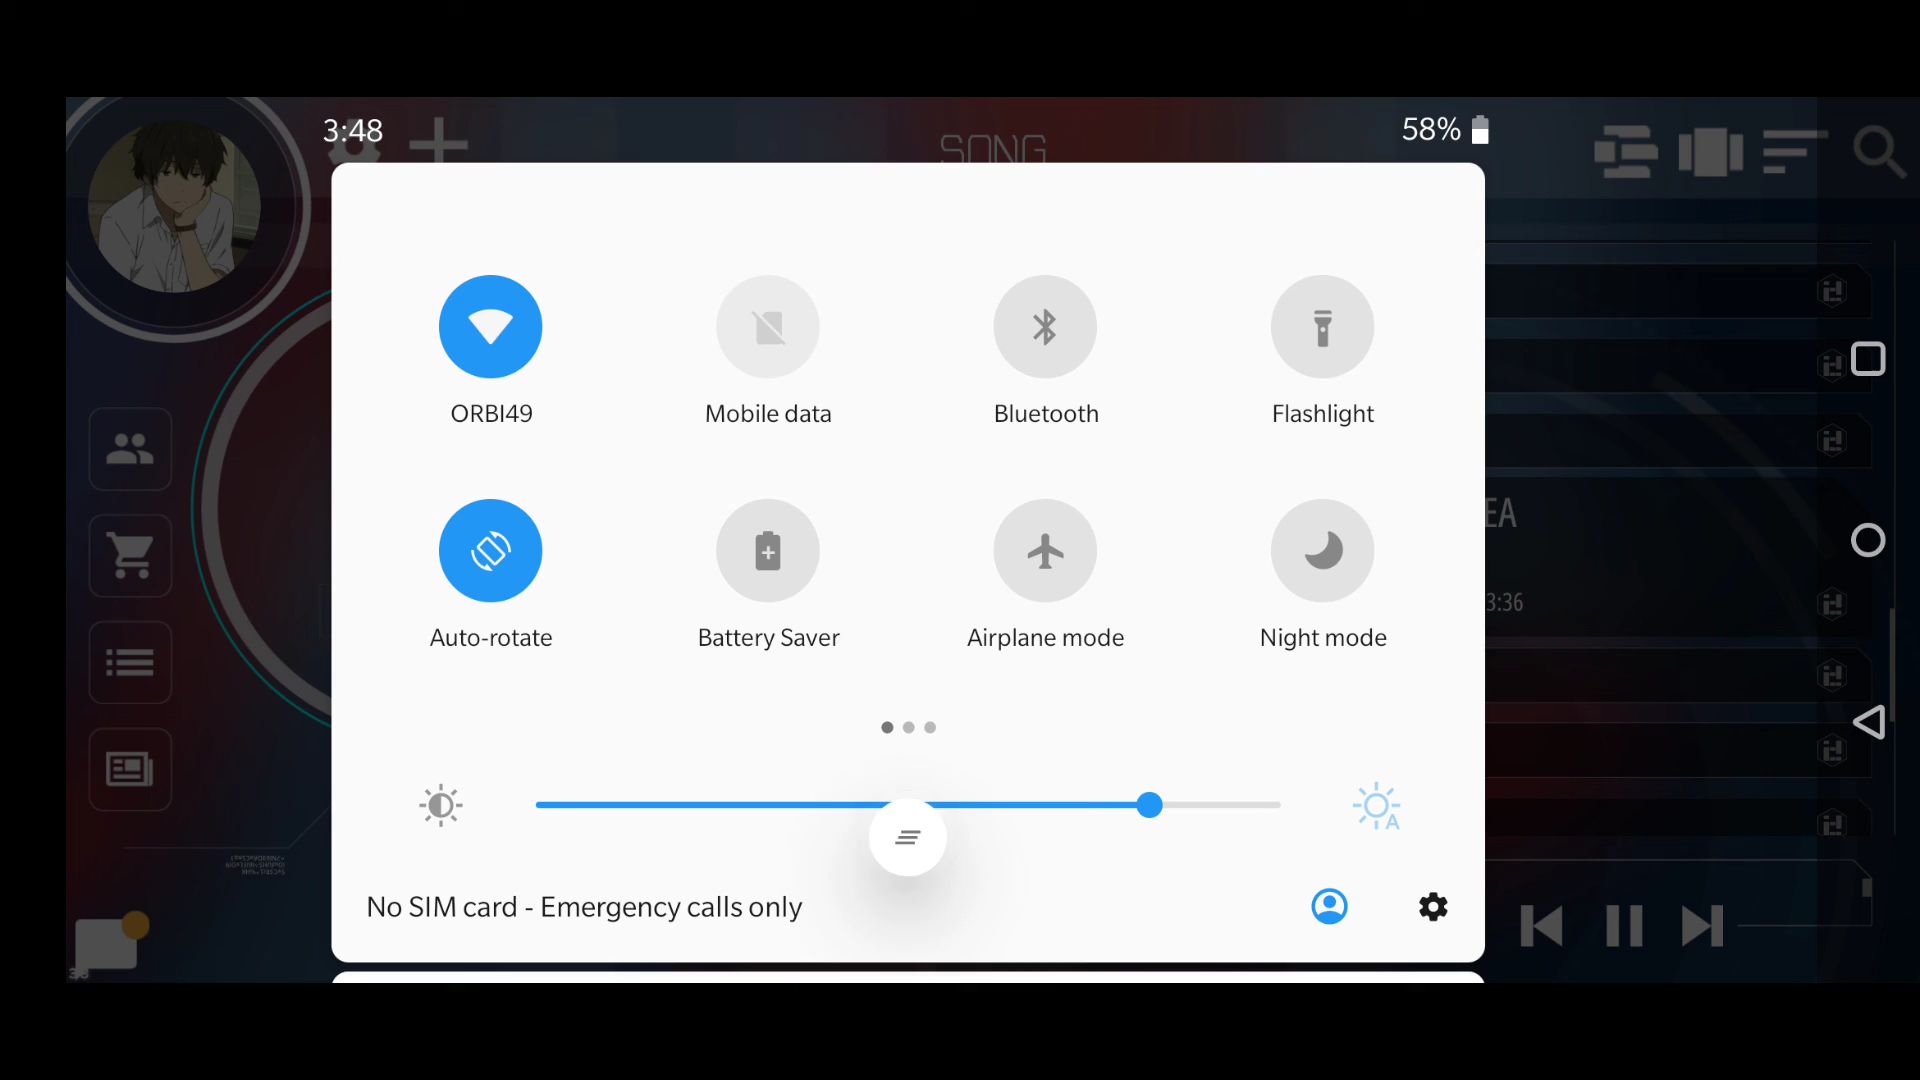 3:48
58%
SONG
ORBI49
Mobile data
Bluetooth
Flashlight
EA
Auto-rotate
Battery Saver
Airplane mode
Night mode
3:36
A
No SIM card - Emergency calls only